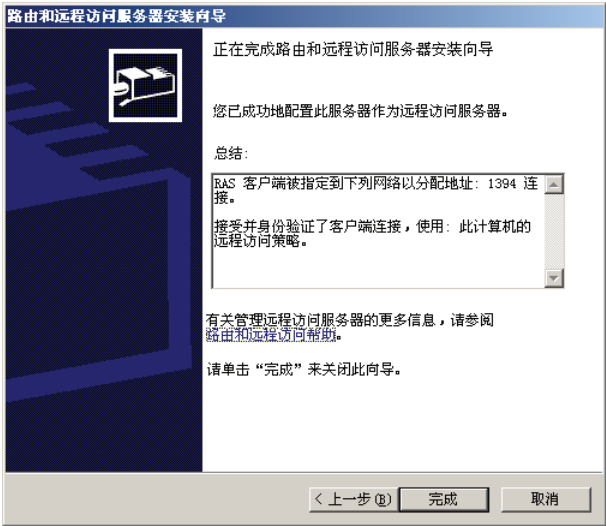 路由和远程访问服务器安装向导
正在完成路由和远程访问服务器安装向导
您已成功地配置此服务器作为远程访问服务器。
总结:
RAS 客户端被指定到下列网络以分配地址: 1394 连
接。
接受并身份验证了客户端连接，使用: 此计算机的
远程访问策略。
有关管理远程访问服务器的更多信息，请参阅
路由和远程访问帮助。
请单击“完成”来关闭此向导。
< 上一步(B) 完成 取消